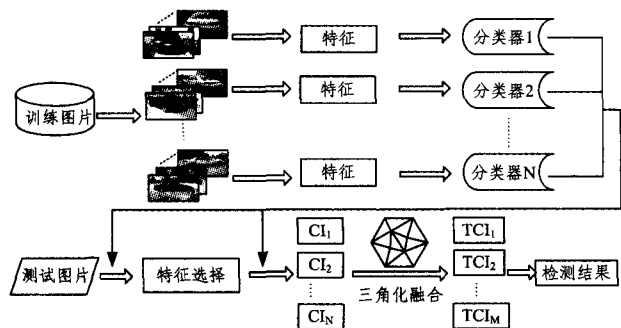 特征
分类器1
训练图片
特征
分类器2
特征
分类器N
测试图片
特征选择
CI₁
CI₂
CI_N
三角化融合
TCI₁
TCI₂
TCI_M
检测结果